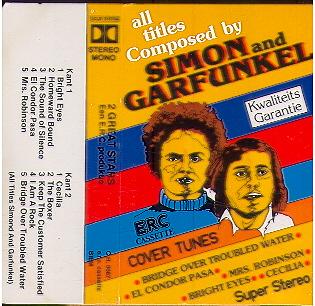 Kant 1
1 Bright Eyes
2 Homeward Bound
3 The Sound of Silence
4 El Condor Pasa
5 Mrs. Robinson
Kant 2
1 Cecilia
2 The Boxer
3 Keep The Customer Satisfied
4 I Am A Rock
5 Bridge Over Troubled Water
(All Titles Simond And Garfunkel)
STEREO
MONO
2 GREAT STARS
Een E.R.C. produktie
all
titles
Composed by
SIMON and
GARFUNKEL
Kwaliteits
Garantie
ERC
CASSETTE
COVER TUNES
• BRIDGE OVER TROUBLED WATER •
• EL CONDOR PASA • MRS. ROBINSON
• BRIGHT EYES • CECILIA
Super Stereo